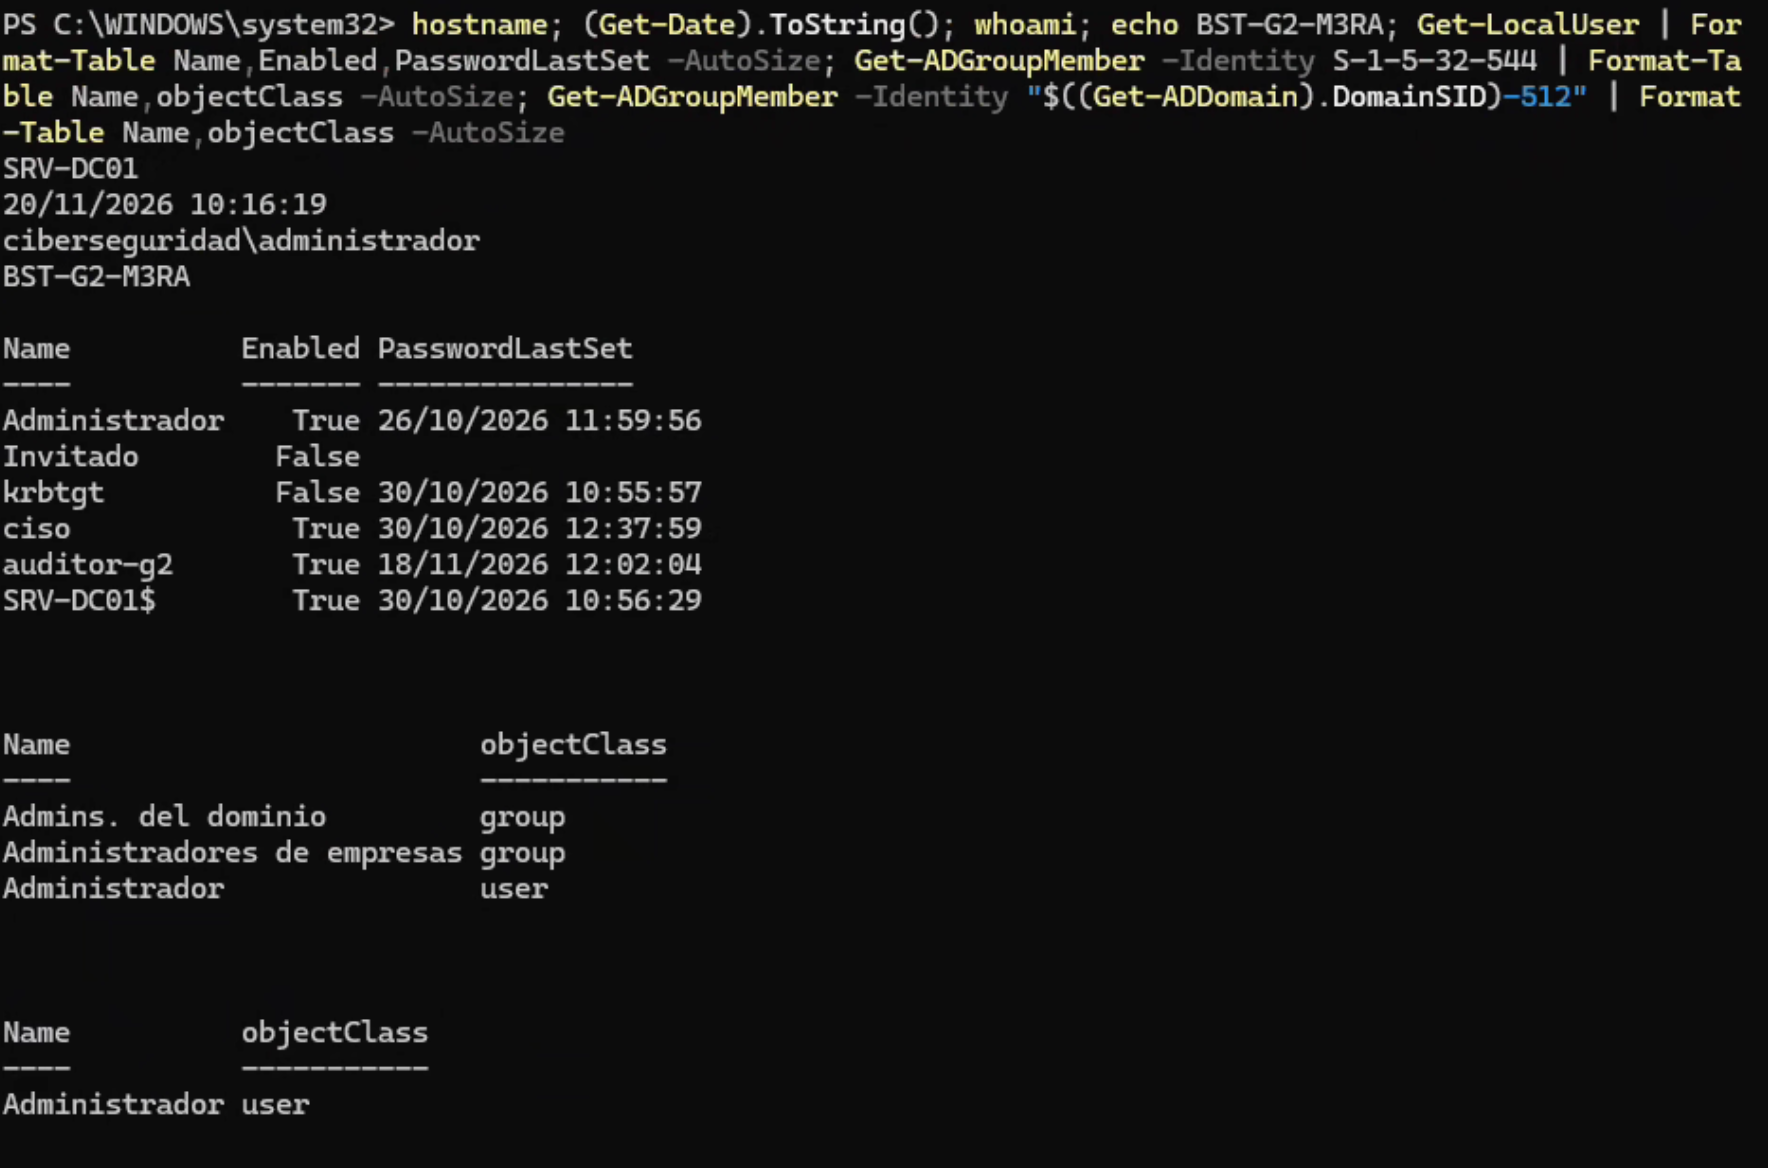 PS C:\WINDOWS\system32> hostname; (Get-Date).ToString(); whoami; echo BST-G2-M3RA; Get-LocalUser | For
mat-Table Name,Enabled,PasswordLastSet -AutoSize; Get-ADGroupMember -Identity S-1-5-32-544 | Format-Ta
ble Name,objectClass -AutoSize; Get-ADGroupMember -Identity "$((Get-ADDomain).DomainSID)-512" | Format
-Table Name,objectClass -AutoSize
SRV-DC01
20/11/2026 10:16:19
ciberseguridad\administrador
BST-G2-M3RA
Name          Enabled PasswordLastSet
----          ------- ---------------
Administrador    True 26/10/2026 11:59:56
Invitado        False
krbtgt          False 30/10/2026 10:55:57
ciso             True 30/10/2026 12:37:59
auditor-g2       True 18/11/2026 12:02:04
SRV-DC01$        True 30/10/2026 10:56:29
Name                        objectClass
----                        -----------
Admins. del dominio         group
Administradores de empresas group
Administrador               user
Name          objectClass
----          -----------
Administrador user